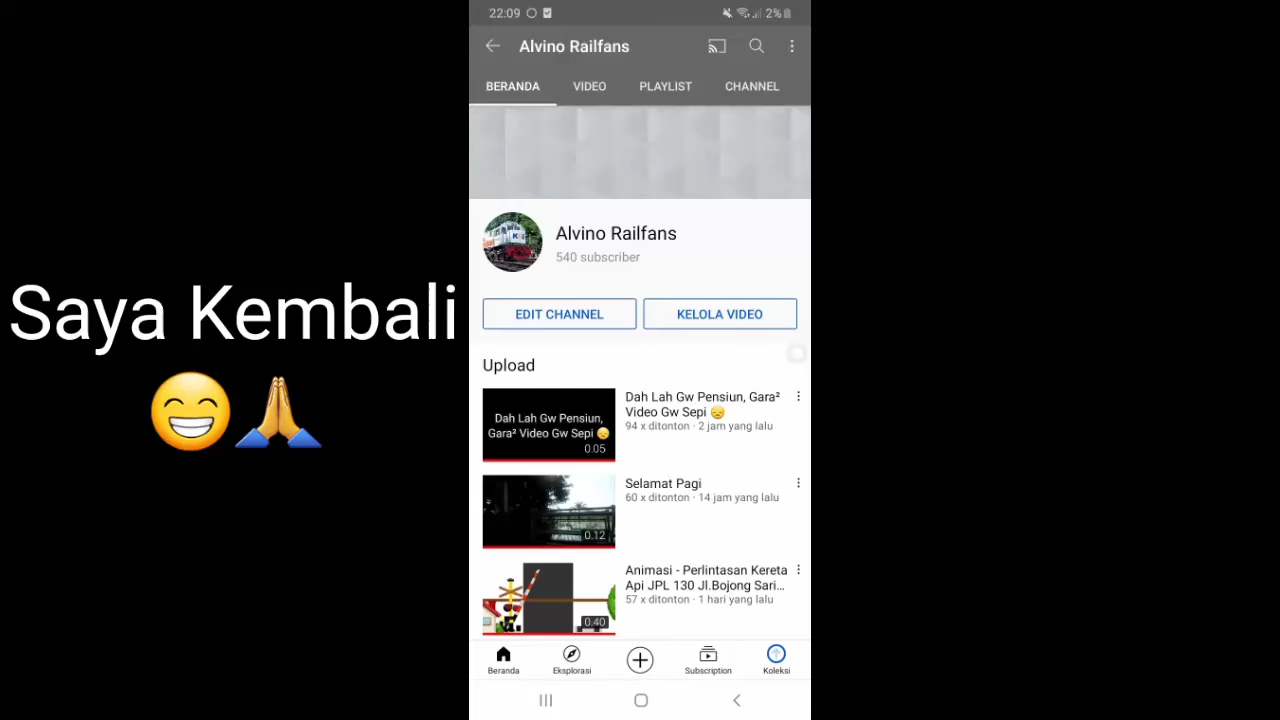 Saya Kembali
😁🙏
22:09
2%
Alvino Railfans
BERANDA
VIDEO
PLAYLIST
CHANNEL
Alvino Railfans
540 subscriber
EDIT CHANNEL
KELOLA VIDEO
Upload
Dah Lah Gw Pensiun,
Gara² Video Gw Sepi 😞
0.05
Dah Lah Gw Pensiun, Gara²
Video Gw Sepi 😞
94 x ditonton · 2 jam yang lalu
0.12
Selamat Pagi
60 x ditonton · 14 jam yang lalu
0.40
Animasi - Perlintasan Kereta
Api JPL 130 Jl.Bojong Sari...
57 x ditonton · 1 hari yang lalu
Beranda
Eksplorasi
Subscription
Koleksi